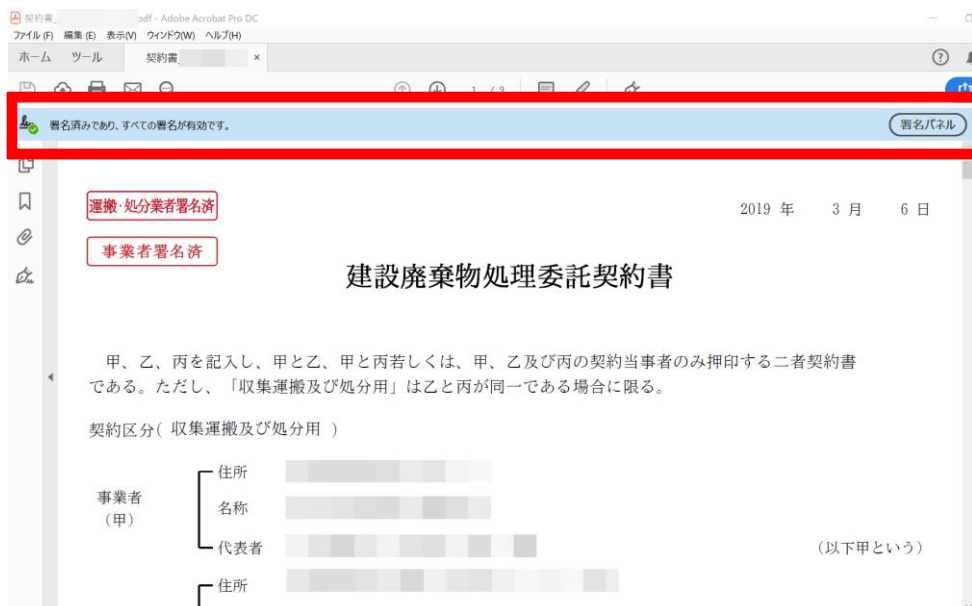 契約書_ pdf - Adobe Acrobat Pro DC
ファイル(F) 編集(E) 表示(V) ウィンドウ(W) ヘルプ(H)
ホーム ツール 契約書_ ×
1 / 3
署名済みであり、すべての署名が有効です。 署名パネル
運搬・処分業者署名済 2019 年 3 月 6 日
事業者署名済
建設廃棄物処理委託契約書
甲、乙、丙を記入し、甲と乙、甲と丙若しくは、甲、乙及び丙の契約当事者のみ押印する二者契約書
である。ただし、「収集運搬及び処分用」は乙と丙が同一である場合に限る。
契約区分( 収集運搬及び処分用 )
住所
事業者
(甲)
名称
代表者 (以下甲という)
住所